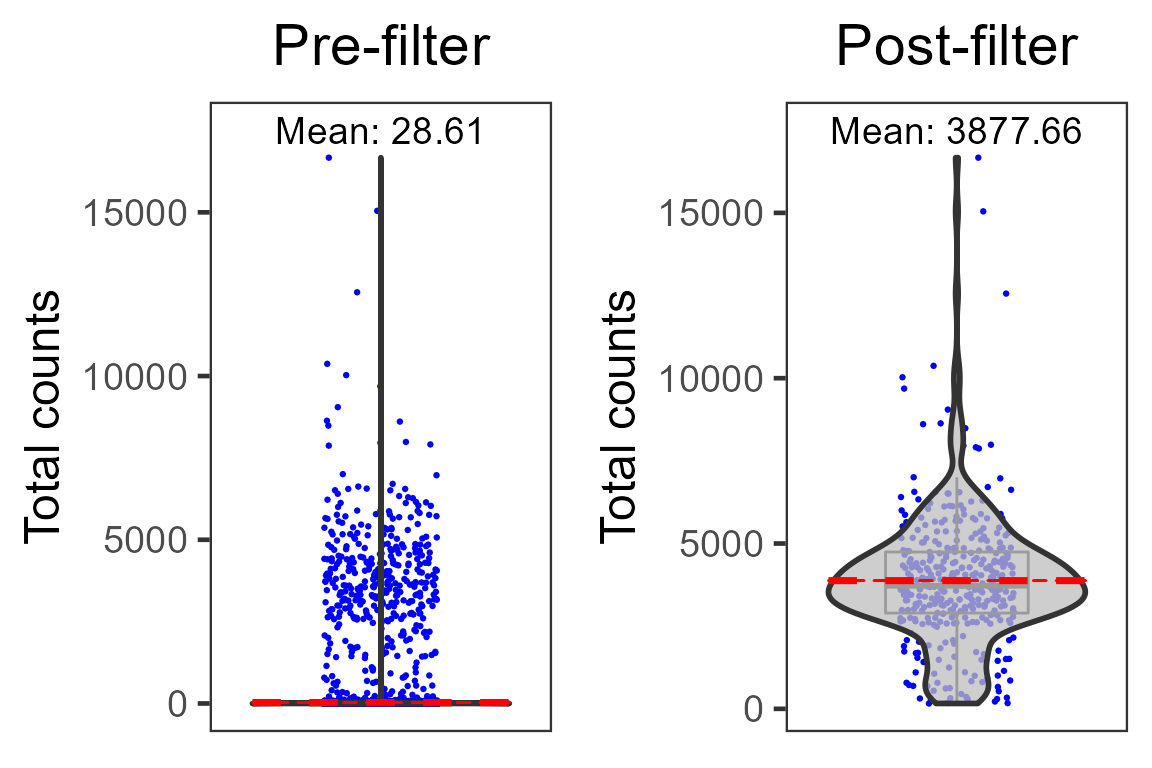 Pre-filter
Mean: 28.61
Total counts
15000
10000
5000
0
Post-filter
Mean: 3877.66
Total counts
15000
10000
5000
0